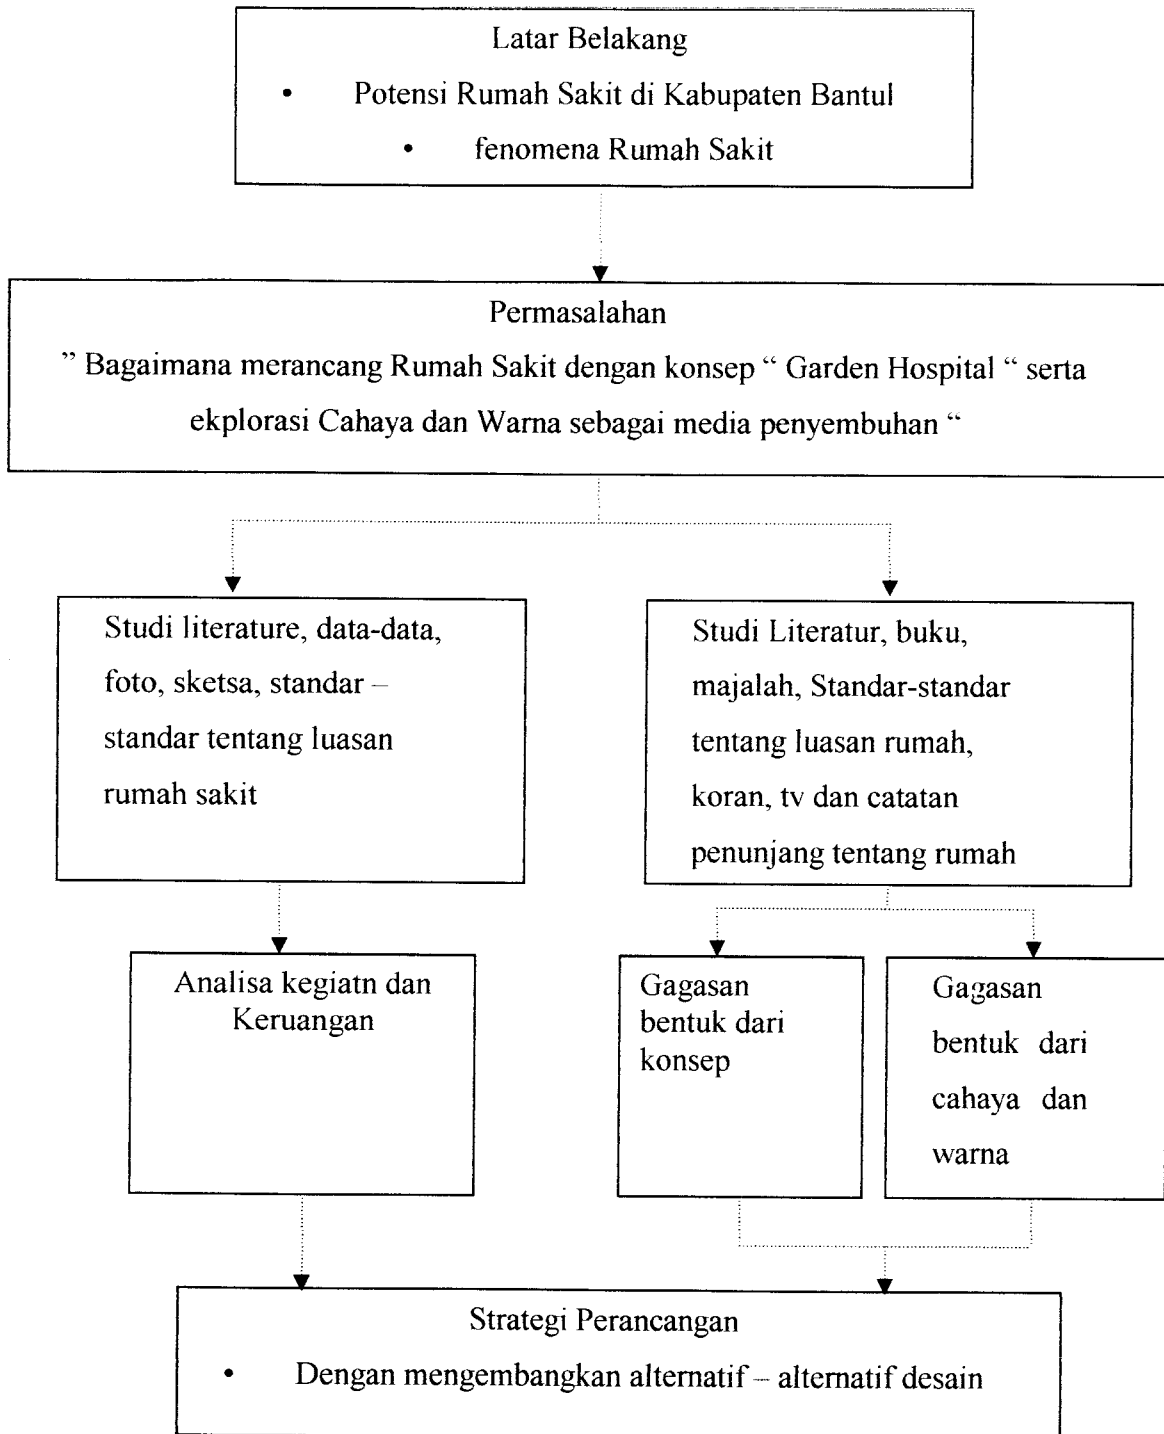 Latar Belakang
• Potensi Rumah Sakit di Kabupaten Bantul
• fenomena Rumah Sakit
Permasalahan
” Bagaimana merancang Rumah Sakit dengan konsep “ Garden Hospital “ serta
ekplorasi Cahaya dan Warna sebagai media penyembuhan “
Studi literature, data-data,
foto, sketsa, standar –
standar tentang luasan
rumah sakit
Studi Literatur, buku,
majalah, Standar-standar
tentang luasan rumah,
koran, tv dan catatan
penunjang tentang rumah
Analisa kegiatn dan
Keruangan
Gagasan
bentuk dari
konsep
Gagasan
bentuk dari
cahaya dan
warna
Strategi Perancangan
• Dengan mengembangkan alternatif – alternatif desain